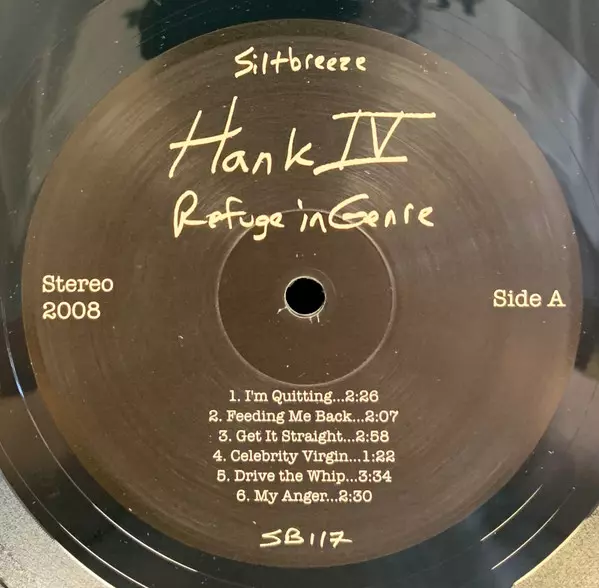 Siltbreeze
Hank IV
Refuge in Genre
Stereo
2008
Side A
1. I'm Quitting...2:26
2. Feeding Me Back...2:07
3. Get It Straight...2:58
4. Celebrity Virgin...1:22
5. Drive the Whip...3:34
6. My Anger...2:30
SB117